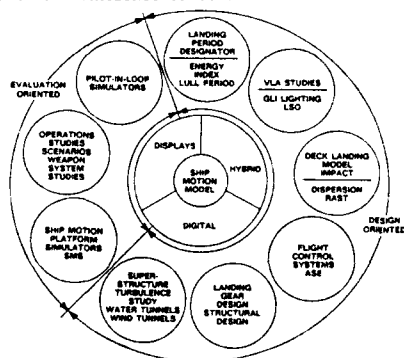 LANDING
PERIOD
DESIGNATOR
ENERGY
INDEX
LULL PERIOD
VLA STUDIES
GLI LIGHTING
LSO
DECK LANDING
MODEL
IMPACT
DISPERSION
RAST
DESIGN
ORIENTED
FLIGHT
CONTROL
SYSTEMS
ASE
LANDING
GEAR
DESIGN
STRUCTURAL
DESIGN
SUPER-
STRUCTURE
TURBULENCE
STUDY
WATER TUNNELS
WIND TUNNELS
SHIP MOTION
PLATFORM
SIMULATORS
SMS
OPERATIONS
STUDIES
SCENARIOS
WEAPON
SYSTEM
STUDIES
EVALUATION
ORIENTED
PILOT-IN-LOOP
SIMULATORS
DISPLAYS
HYBRID
SHIP
MOTION
MODEL
DIGITAL